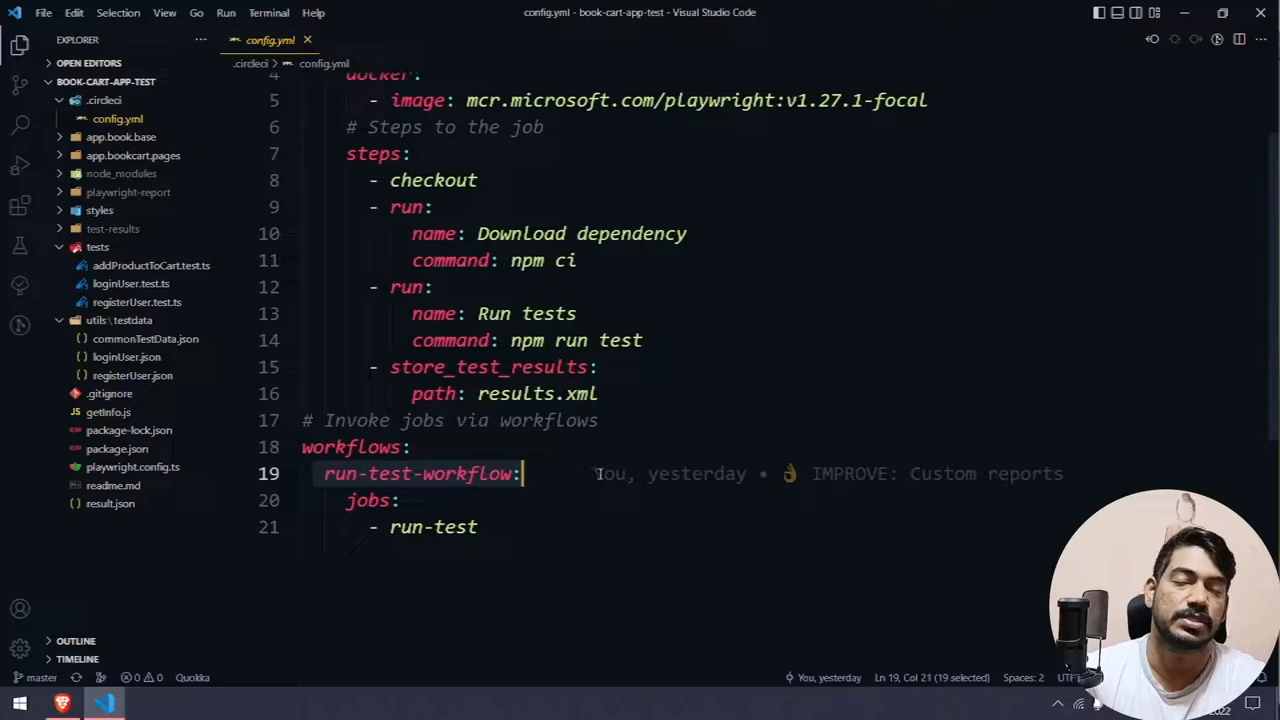 File Edit Selection View Go Run Terminal Help
config.yml - book-cart-app-test - Visual Studio Code
EXPLORER
config.yml
OPEN EDITORS
.circleci > config.yml
BOOK-CART-APP-TEST
.circleci
config.yml
app.book.base
app.bookcart.pages
node_modules
playwright-report
styles
test-results
tests
addProductToCart.test.ts
loginUser.test.ts
registerUser.test.ts
utils\testdata
commonTestData.json
loginUser.json
registerUser.json
.gitignore
getInfo.js
package-lock.json
package.json
playwright.config.ts
readme.md
result.json
OUTLINE
TIMELINE
4 docker:
5 - image: mcr.microsoft.com/playwright:v1.27.1-focal
6 # Steps to the job
7 steps:
8 - checkout
9 - run:
10 name: Download dependency
11 command: npm ci
12 - run:
13 name: Run tests
14 command: npm run test
15 - store_test_results:
16 path: results.xml
17 # Invoke jobs via workflows
18 workflows:
19 run-test-workflow: You, yesterday • 👌 IMPROVE: Custom reports
20 jobs:
21 - run-test
master 0 0 Quokka You, yesterday Ln 19, Col 21 (19 selected) Spaces: 2
2022